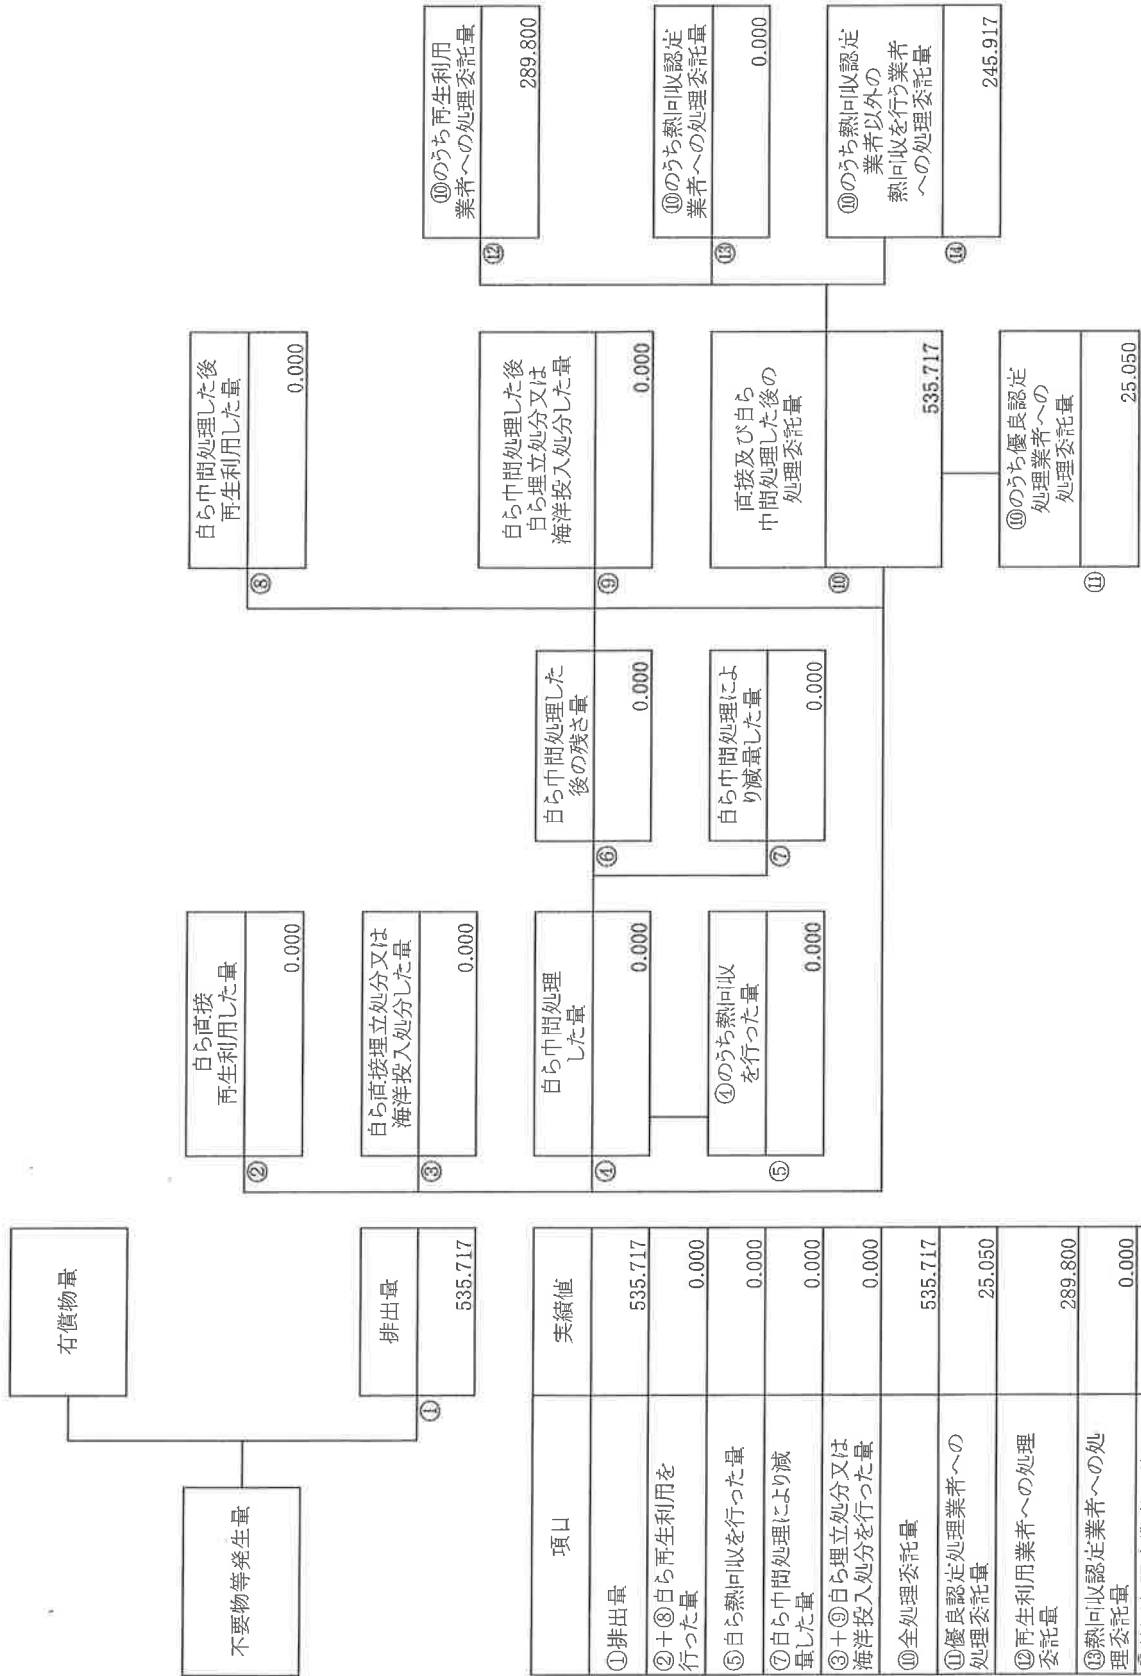 不要物等発生量
有償物量
排出量
①
535.717
自ら直接
再生利用した量
②
0.000
自ら直接埋立処分又は
海洋投入処分した量
③
0.000
自ら中間処理
した量
④
0.000
④のうち熱回収
を行った量
⑤
0.000
自ら中間処理した
後の残さ量
⑥
0.000
自ら中間処理によ
り減量した量
⑦
0.000
自ら中間処理した後
再生利用した量
⑧
0.000
自ら中間処理した後
自ら埋立処分又は
海洋投入処分した量
⑨
0.000
直接及び自ら
中間処理した後の
処理委託量
⑩
535.717
⑩のうち優良認定
処理業者への
処理委託量
⑪
25.050
⑩のうち再生利用
業者への処理委託量
⑫
289.800
⑩のうち熱回収認定
業者への処理委託量
⑬
0.000
⑩のうち熱回収認定
業者以外の
熱回収を行う業者
への処理委託量
⑭
245.917
項目 実績値
①排出量 535.717
②+⑧自ら再生利用を
行った量 0.000
⑤自ら熱回収を行った量 0.000
⑦自ら中間処理により減
量した量 0.000
③+⑨自ら埋立処分又は
海洋投入処分を行った量 0.000
⑩全処理委託量 535.717
⑪優良認定処理業者への
処理委託量 25.050
⑫再生利用業者への処理
委託量 289.800
⑬熱回収認定業者への処
理委託量 0.000